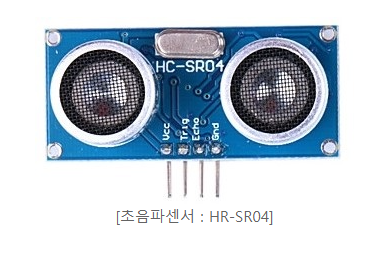 HC-SR04
Vcc
Trig
Echo
Gnd
[초음파센서 : HR-SR04]